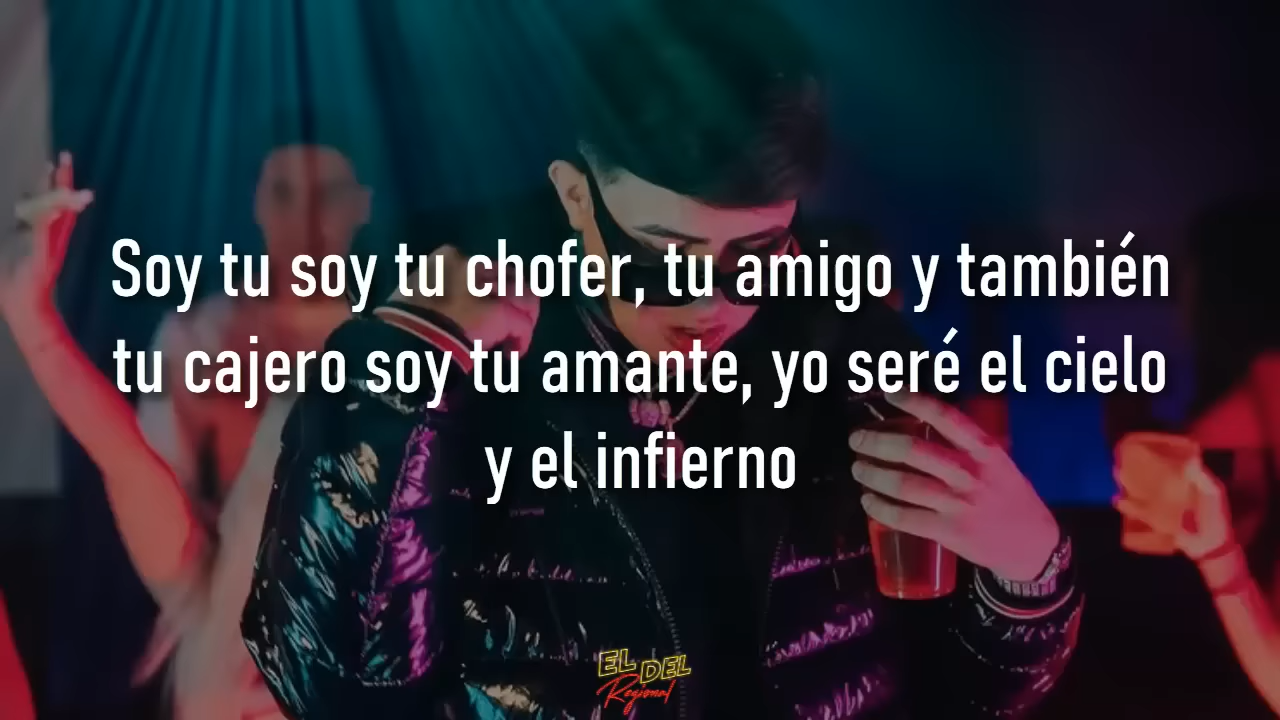 Soy tu soy tu chofer, tu amigo y también
tu cajero soy tu amante, yo seré el cielo
y el infierno
EL DEL
Regional